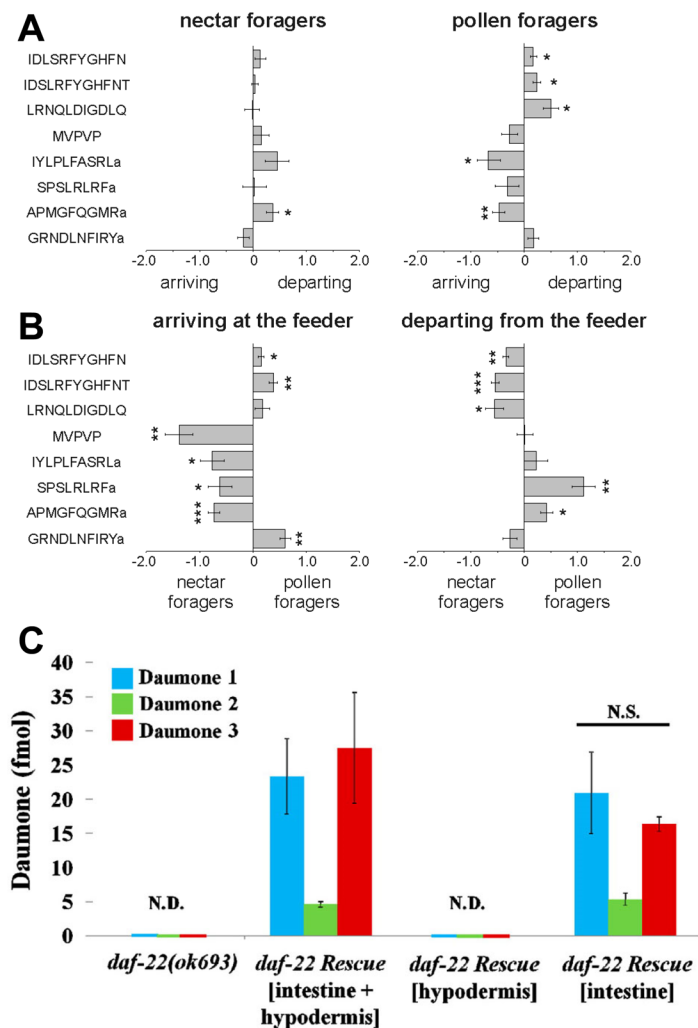 A
nectar foragers
pollen foragers
IDLSRFYGHFN
*
IDSLRFYGHFNT
*
LRNQLDIGDLQ
*
MVPVP
IYLPLFASRLa
*
SPSLRLRFa
APMGFQGMRa
*
**
GRNDLNFIRYa
-2.0 -1.0 0 1.0 2.0
-2.0 -1.0 0 1.0 2.0
arriving departing
arriving departing
B
arriving at the feeder
departing from the feeder
IDLSRFYGHFN
*
**
IDSLRFYGHFNT
**
***
LRNQLDIGDLQ
*
MVPVP
**
IYLPLFASRLa
*
SPSLRLRFa
*
**
APMGFQGMRa
***
*
GRNDLNFIRYa
**
-2.0 -1.0 0 1.0 2.0
-2.0 -1.0 0 1.0 2.0
nectar foragers
pollen foragers
nectar foragers
pollen foragers
C
Daumone (fmol)
40
35
30
25
20
15
10
5
0
Daumone 1
Daumone 2
Daumone 3
N.D.
N.D.
N.S.
daf-22(ok693)
daf-22 Rescue
[intestine +
hypodermis]
daf-22 Rescue
[hypodermis]
daf-22 Rescue
[intestine]